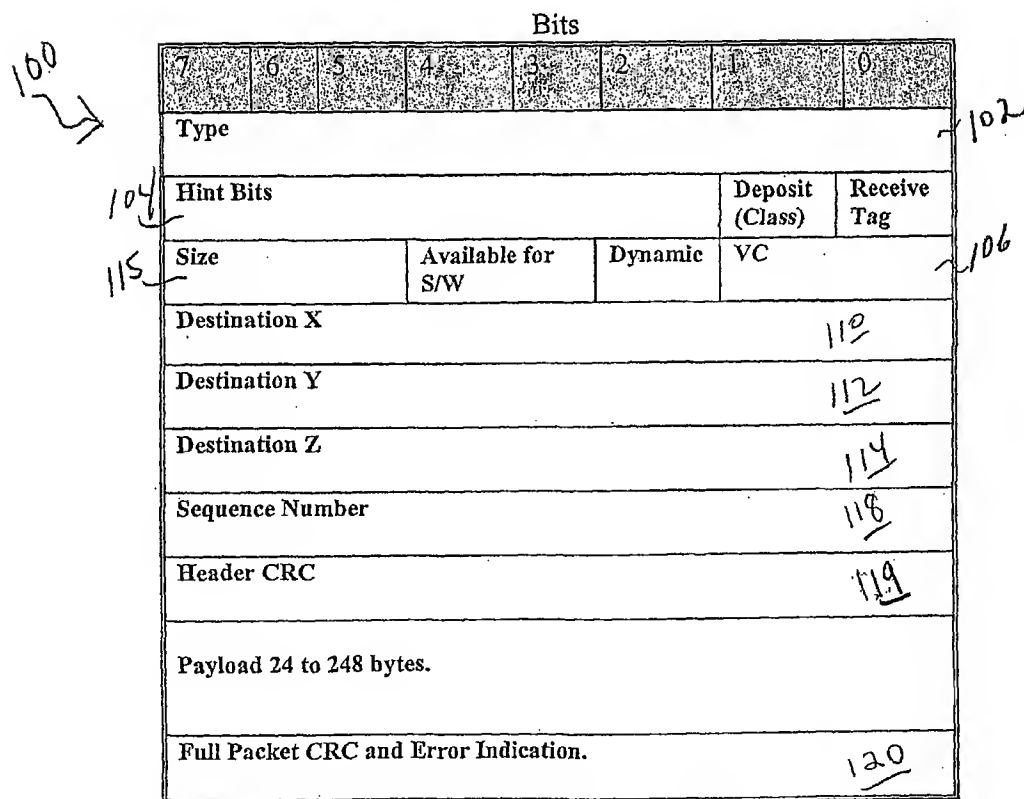 Bits
100
7 6 5 4 3 2 1 0
Type 102
104 Hint Bits Deposit (Class) Receive Tag
115 Size Available for S/W Dynamic VC 106
Destination X 110
Destination Y 112
Destination Z 114
Sequence Number 118
Header CRC 119
Payload 24 to 248 bytes.
Full Packet CRC and Error Indication. 120